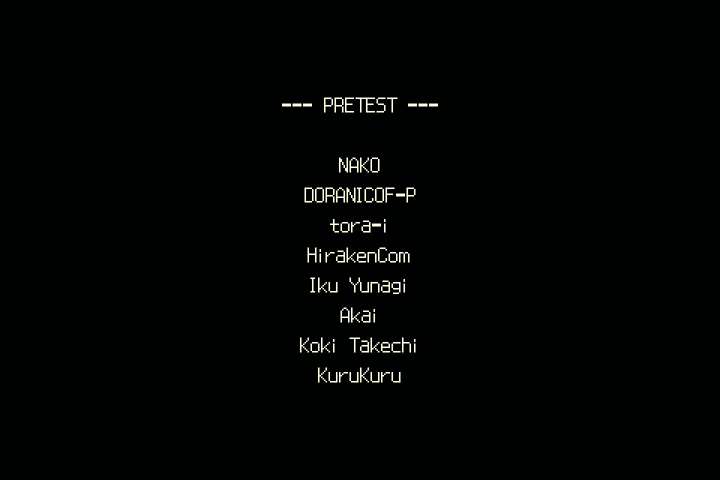 --- PRETEST ---
NAKO
DORANICOF-P
tora-i
HirakenCom
Iku Yunagi
Akai
Koki Takechi
KuruKuru